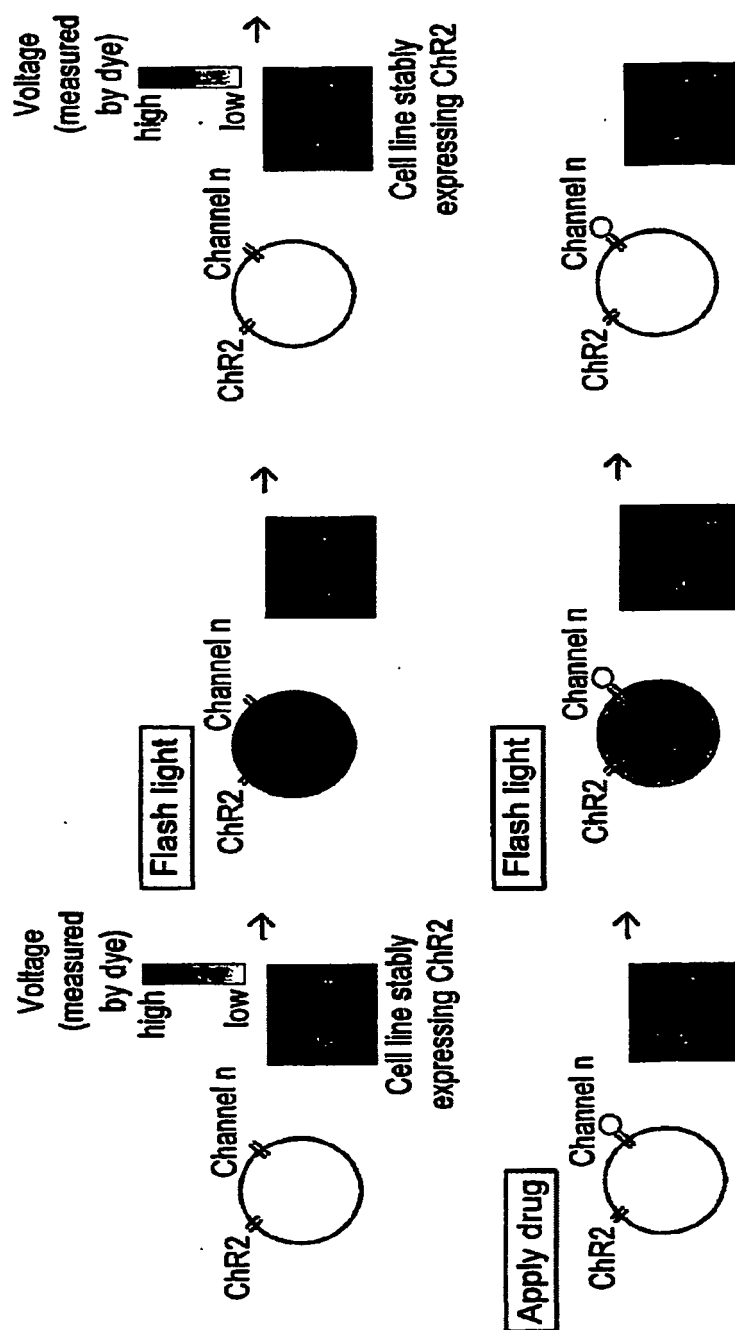 Voltage
(measured
by dye)
high
low
ChR2
Channel n
Cell line stably
expressing ChR2
Flash light
ChR2
Channel n
Voltage
(measured
by dye)
high
low
ChR2
Channel n
Cell line stably
expressing ChR2
Apply drug
ChR2
Channel n
Flash light
ChR2
Channel n
ChR2
Channel n